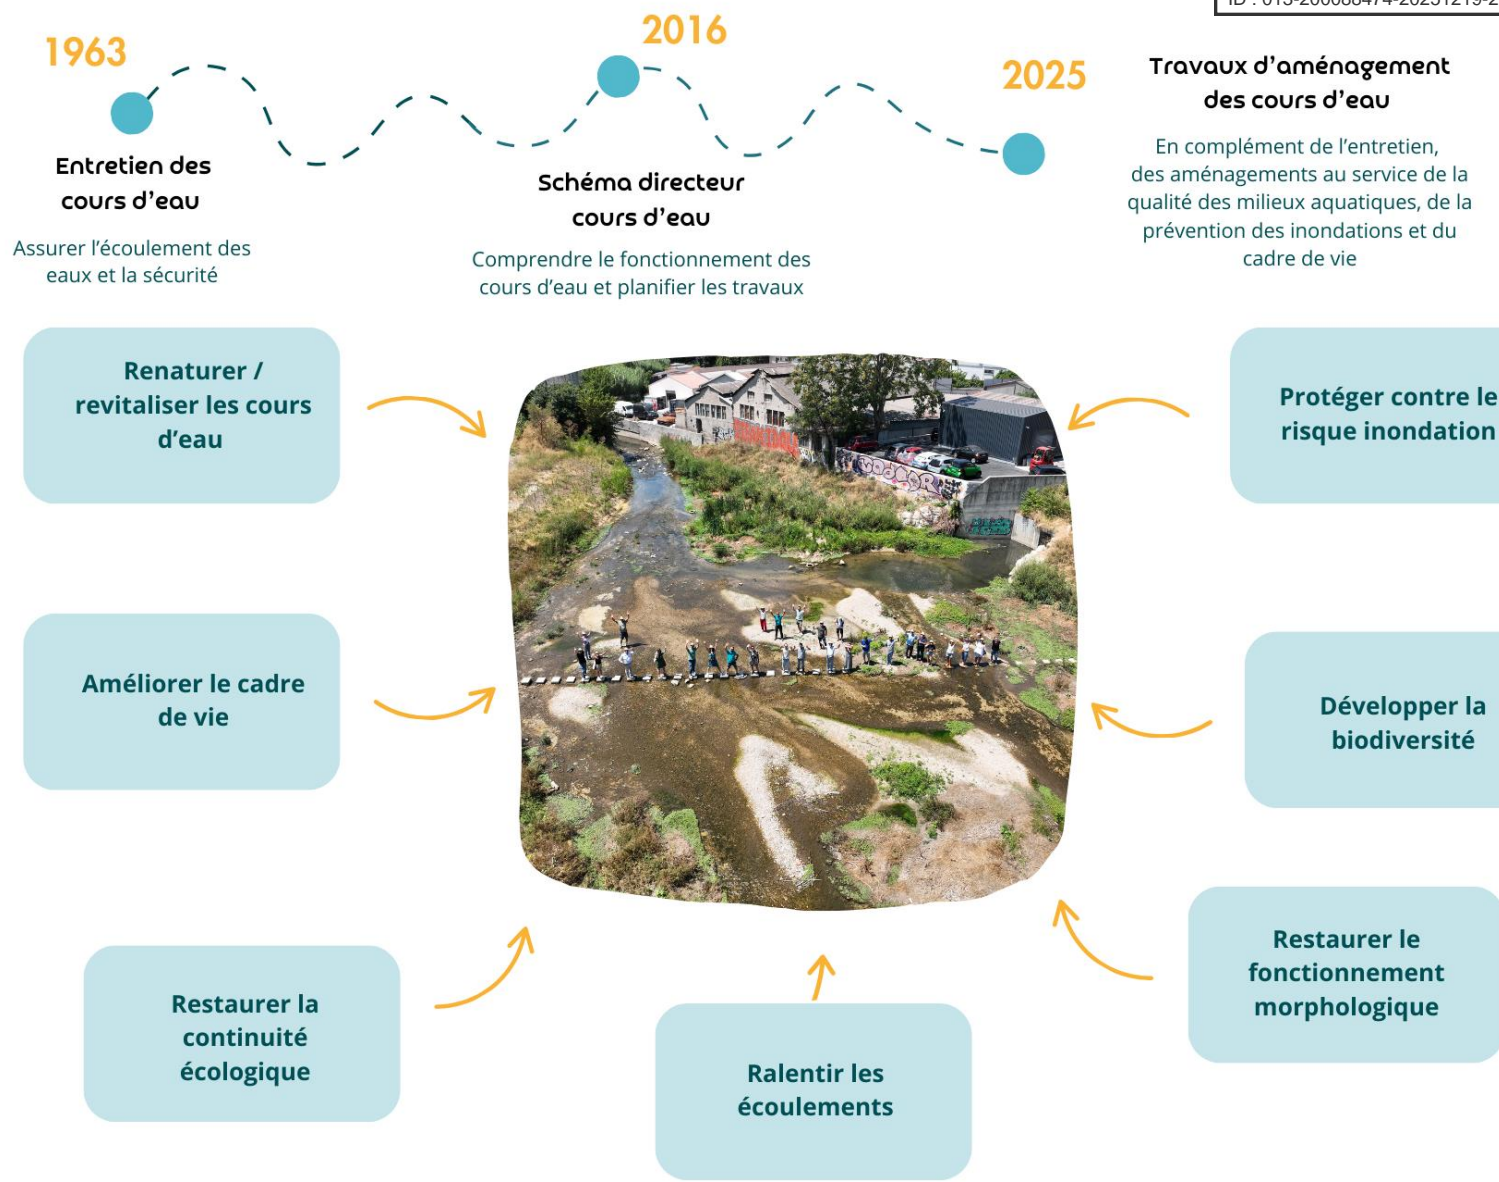 1963
Entretien des
cours d'eau
Assurer l'écoulement des
eaux et la sécurité
2016
Schéma directeur
cours d'eau
Comprendre le fonctionnement des
cours d'eau et planifier les travaux
2025
Travaux d'aménagement
des cours d'eau
En complément de l'entretien,
des aménagements au service de la
qualité des milieux aquatiques, de la
prévention des inondations et du
cadre de vie
Renaturer /
revitaliser les cours
d'eau
Protéger contre le
risque inondation
Améliorer le cadre
de vie
Développer la
biodiversité
Restaurer la
continuité
écologique
Ralentir les
écoulements
Restaurer le
fonctionnement
morphologique